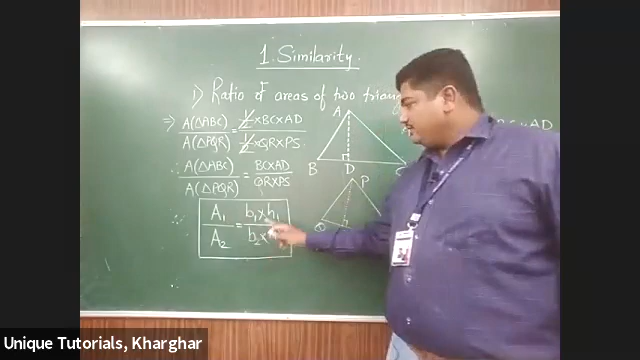 1. Similarity.
1) Ratio of areas of two triang
⇒ A(△ABC)/A(△PQR) = 1/2×BC×AD/1/2×QR×PS
∴ A(△ABC)/A(△PQR) = BC×AD/QR×PS
∴ A₁/A₂ = b₁×h₁/b₂×
A
B D C
P
Q
×AD
Unique Tutorials, Kharghar